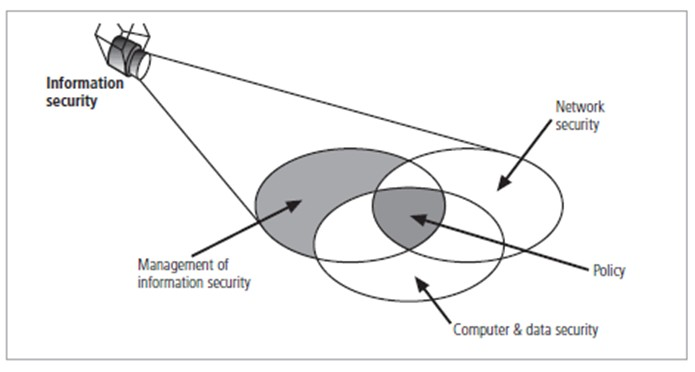 Information
security
Network
security
Management of
information security
Policy
Computer & data security